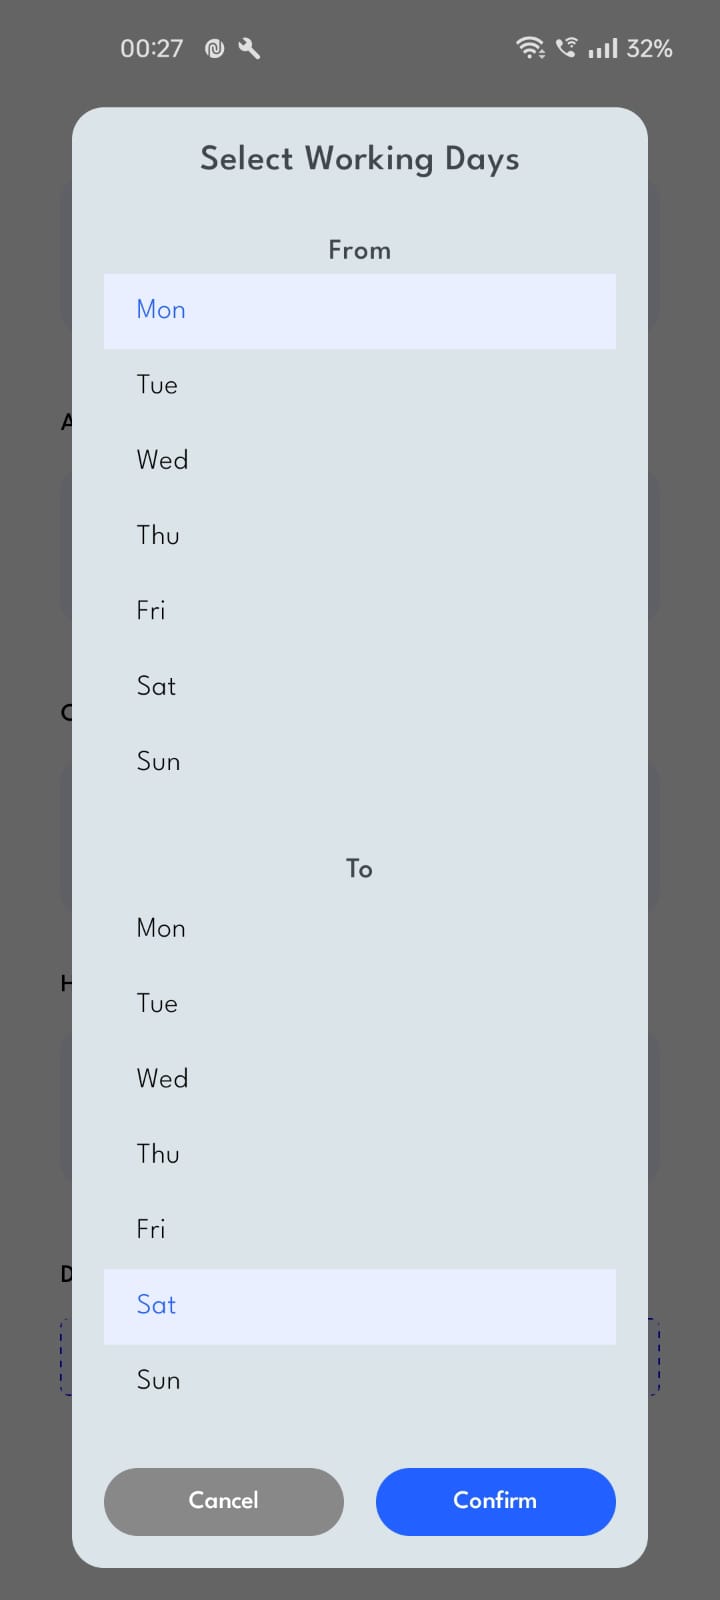 00:27
32%
Select Working Days
From
Mon
Tue
Wed
Thu
Fri
Sat
Sun
To
Mon
Tue
Wed
Thu
Fri
Sat
Sun
Cancel
Confirm